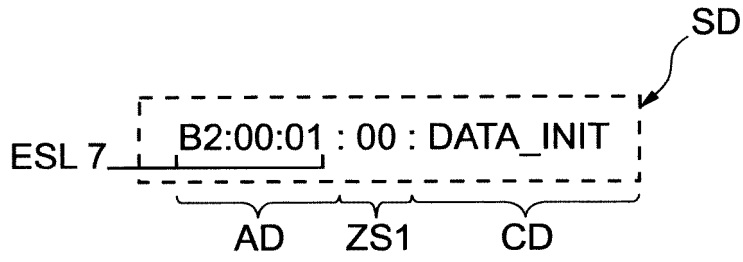 SD
B2:00:01 : 00 : DATA_INIT
ESL 7
AD ZS1 CD